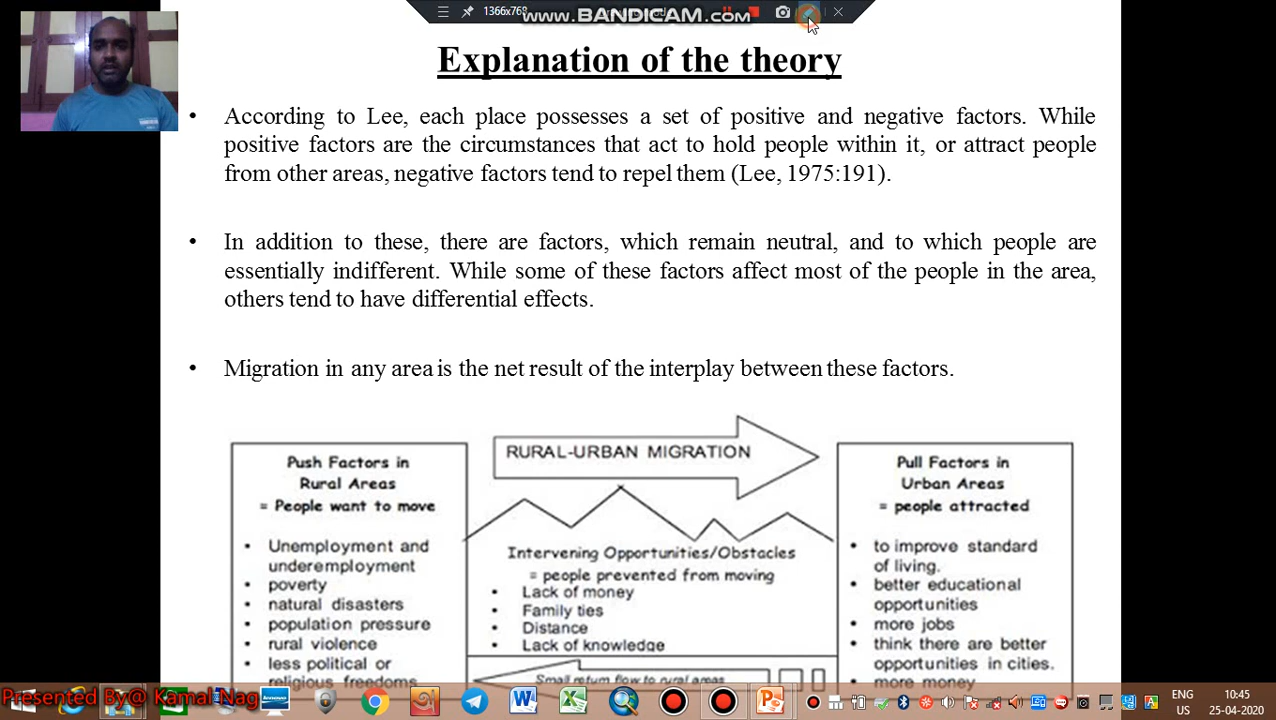 1366x768
www.BANDICAM.com
Explanation of the theory
• According to Lee, each place possesses a set of positive and negative factors. While
positive factors are the circumstances that act to hold people within it, or attract people
from other areas, negative factors tend to repel them (Lee, 1975:191).
• In addition to these, there are factors, which remain neutral, and to which people are
essentially indifferent. While some of these factors affect most of the people in the area,
others tend to have differential effects.
• Migration in any area is the net result of the interplay between these factors.
Push Factors in
Rural Areas
= People want to move
• Unemployment and
underemployment
• poverty
• natural disasters
• population pressure
• rural violence
• less political or
religious freedoms
RURAL-URBAN MIGRATION
Intervening Opportunities/Obstacles
= people prevented from moving
• Lack of money
• Family ties
• Distance
• Lack of knowledge
Small return flow to rural areas
Pull Factors in
Urban Areas
= people attracted
• to improve standard
of living.
• better educational
opportunities
• more jobs
• think there are better
opportunities in cities.
• more money
Presented By@ Kamal Nag
ENG
US
10:45
25-04-2020